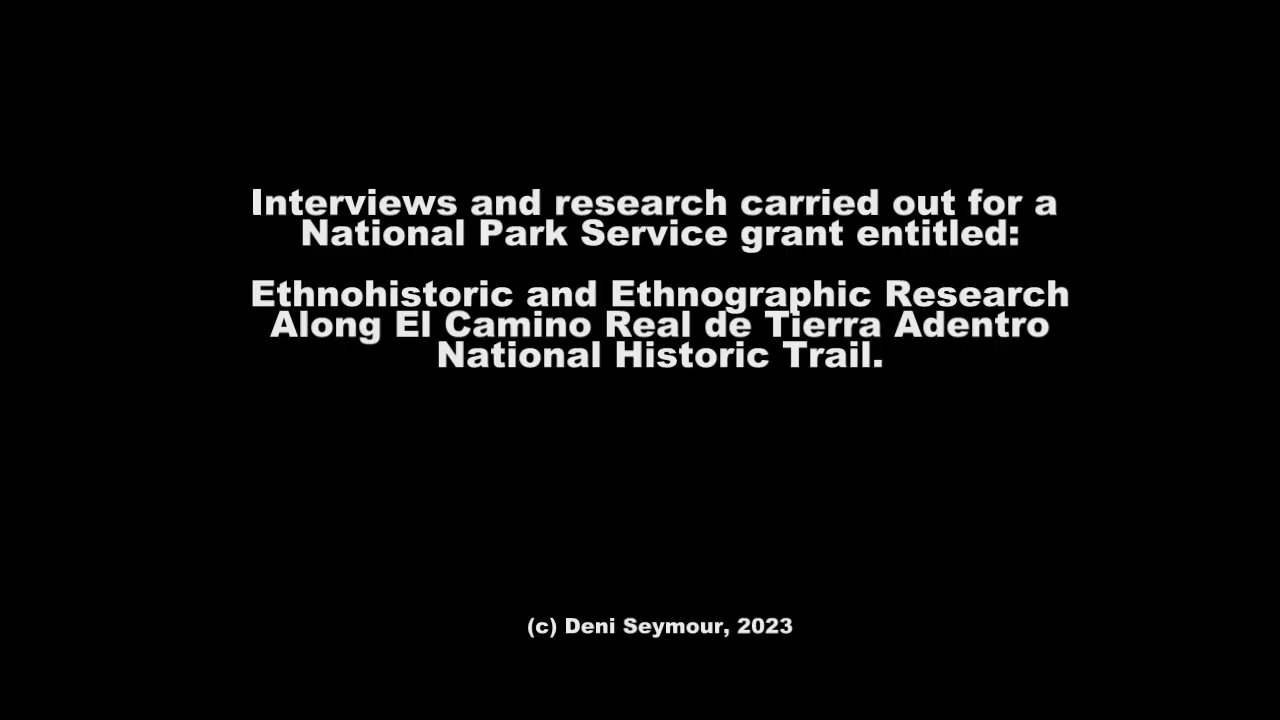 Interviews and research carried out for a
National Park Service grant entitled:
Ethnohistoric and Ethnographic Research
Along El Camino Real de Tierra Adentro
National Historic Trail.
(c) Deni Seymour, 2023